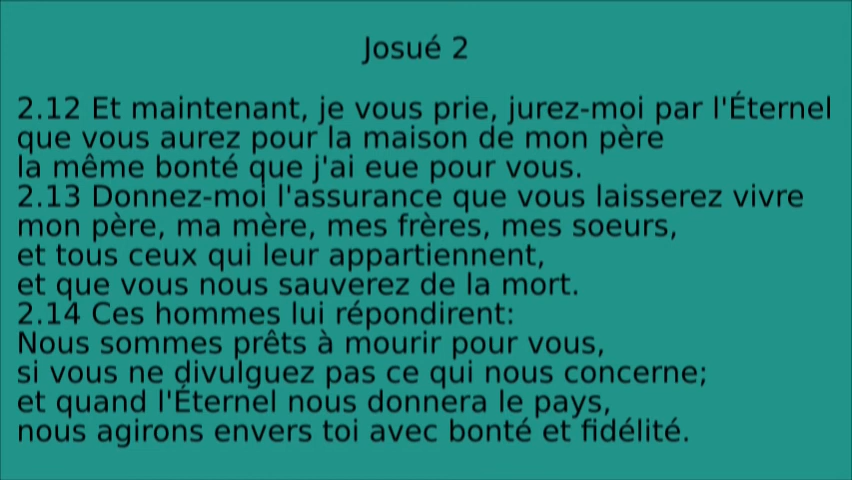 Josué 2
2.12 Et maintenant, je vous prie, jurez-moi par l'Éternel
que vous aurez pour la maison de mon père
la même bonté que j'ai eue pour vous.
2.13 Donnez-moi l'assurance que vous laisserez vivre
mon père, ma mère, mes frères, mes soeurs,
et tous ceux qui leur appartiennent,
et que vous nous sauverez de la mort.
2.14 Ces hommes lui répondirent:
Nous sommes prêts à mourir pour vous,
si vous ne divulguez pas ce qui nous concerne;
et quand l'Éternel nous donnera le pays,
nous agirons envers toi avec bonté et fidélité.